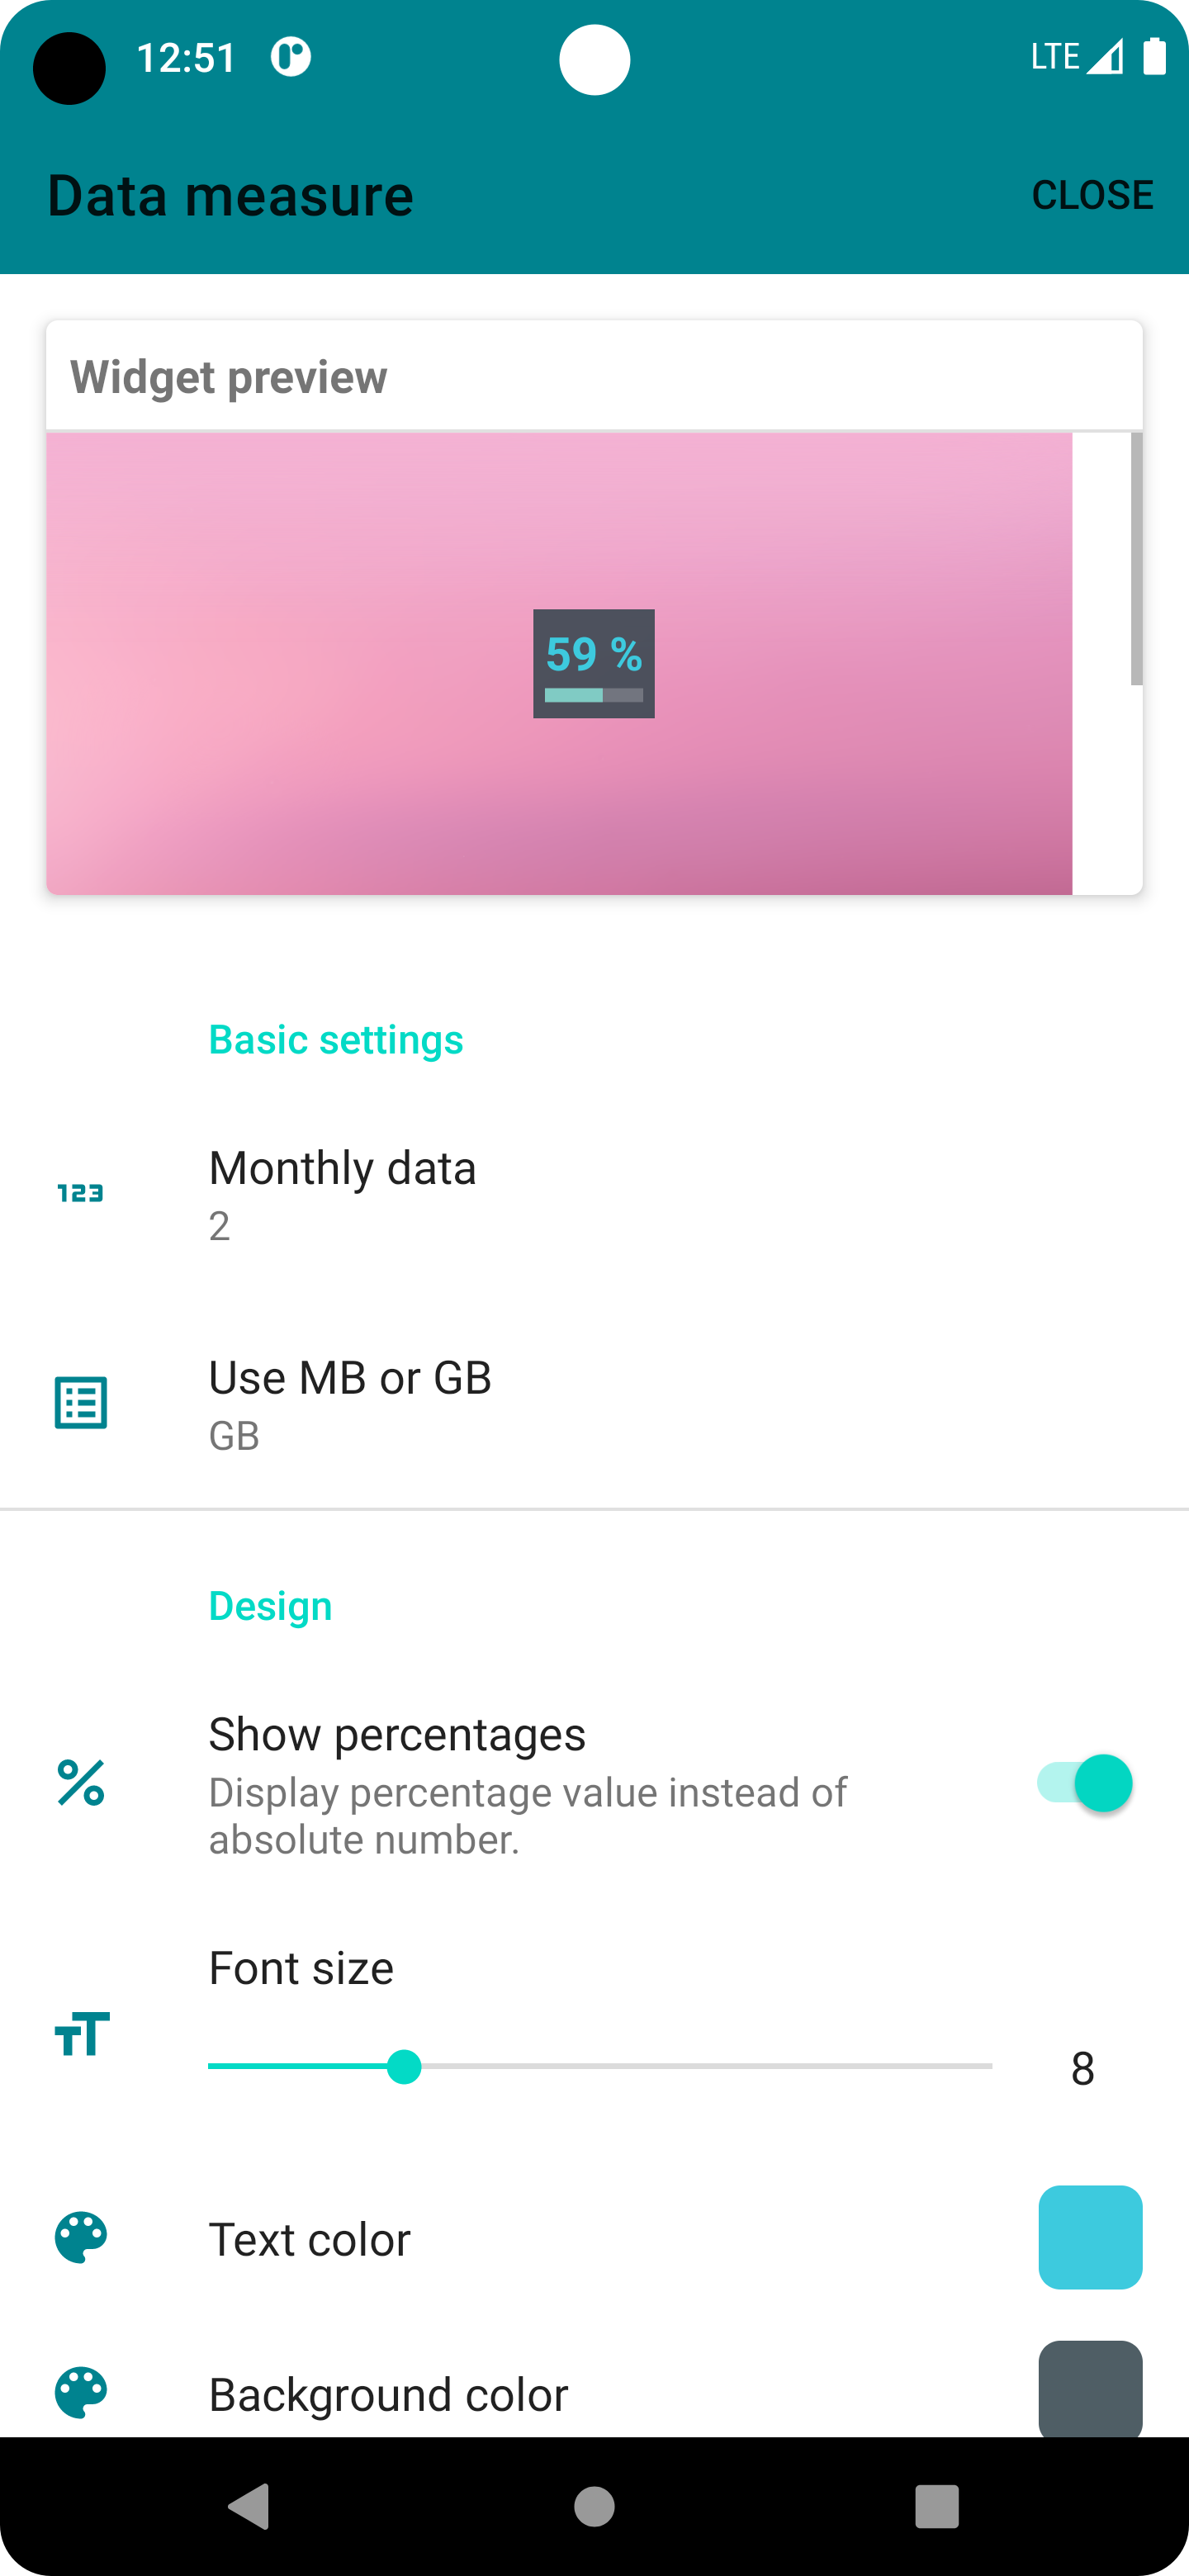 12:51
LTE
Data measure
CLOSE
Widget preview
59 %
Basic settings
123
Monthly data
2
Use MB or GB
GB
Design
Show percentages
Display percentage value instead of
absolute number.
Font size
8
Text color
Background color